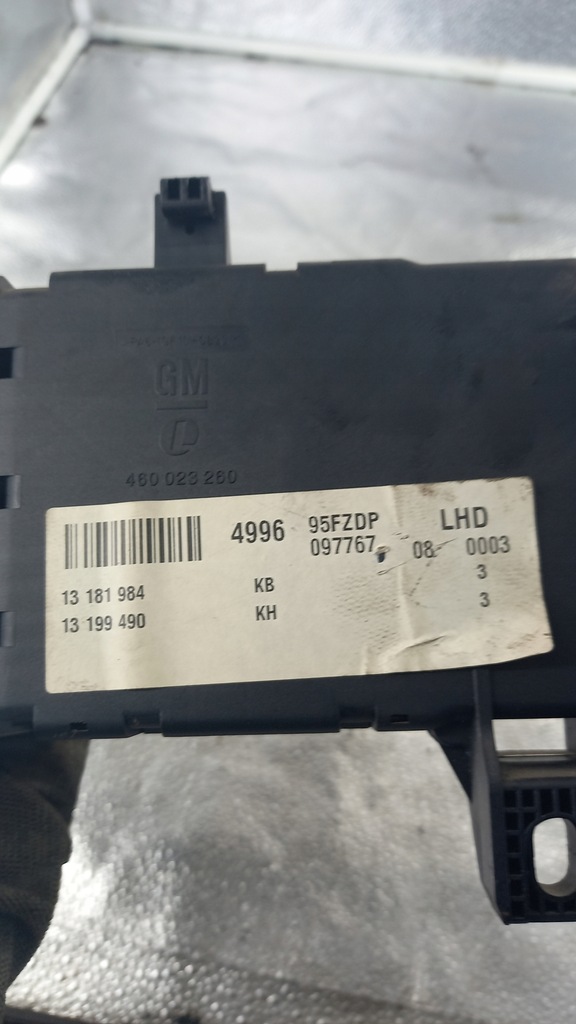 GM
460 023 260
4996 95FZDP LHD
097767 08 0003
13 181 984 KB 3
13 199 490 KH 3